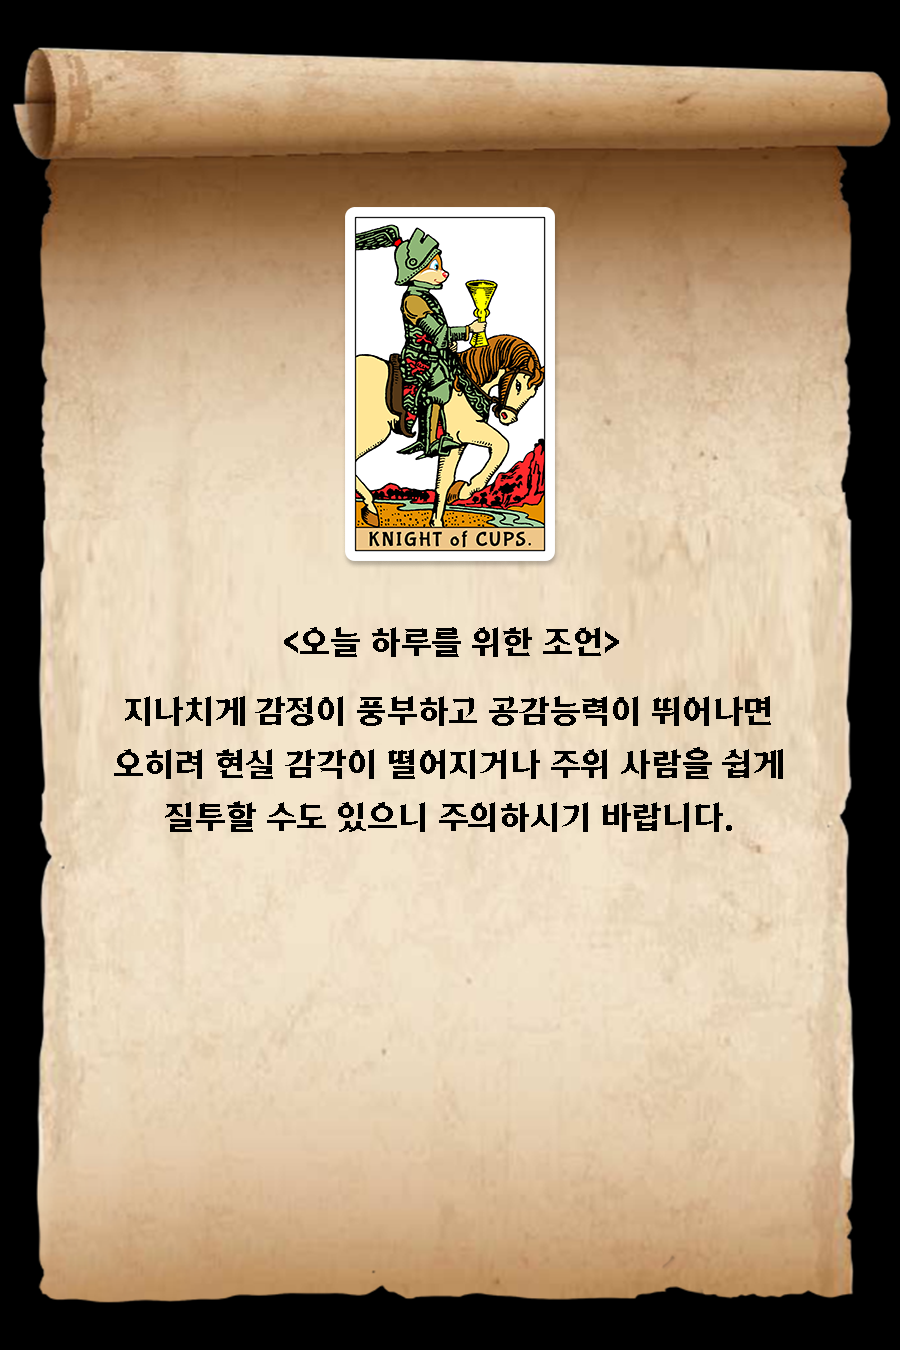 KNIGHT of CUPS.
<오늘 하루를 위한 조언>
지나치게 감정이 풍부하고 공감능력이 뛰어나면
오히려 현실 감각이 떨어지거나 주위 사람을 쉽게
질투할 수도 있으니 주의하시기 바랍니다.